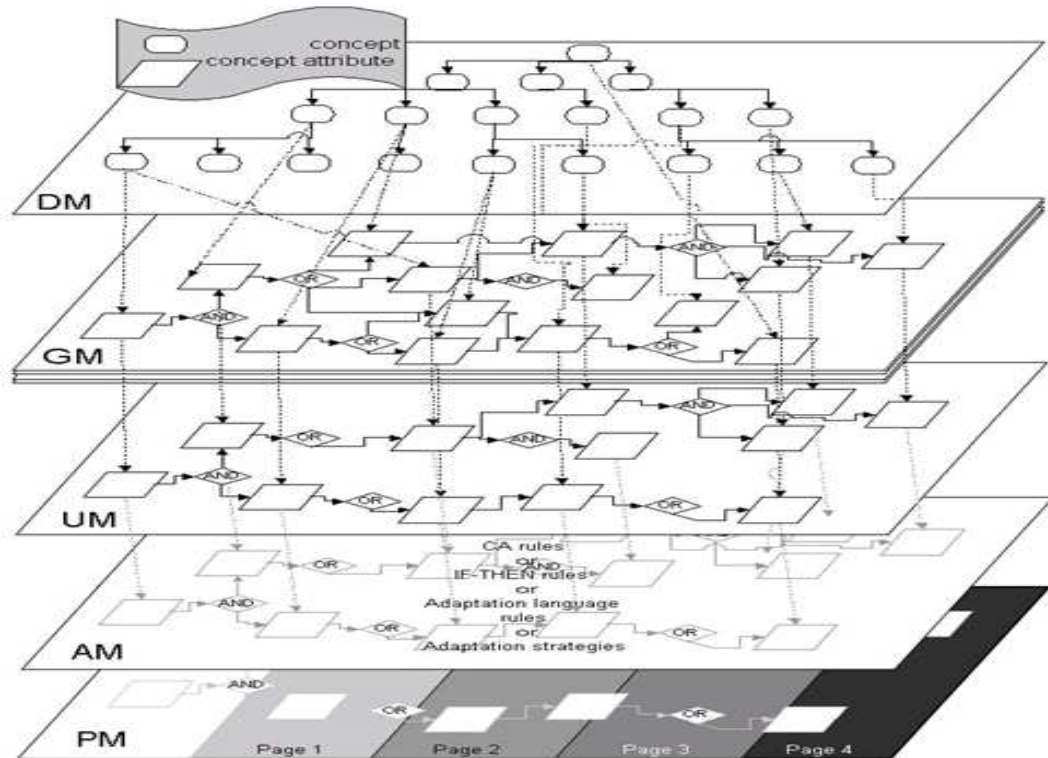 concept
concept attribute
DM
AND
OR
OR
AND
AND
OR
OR
GM
AND
OR
AND
AND
OR
OR
UM
CA rules
or
OR
AND
IF-THEN rules
or
AND
Adaptation language
rules
OR
or
OR
Adaptation strategies
AM
AND
OR
OR
PM
Page 1
Page 2
Page 3
Page 4